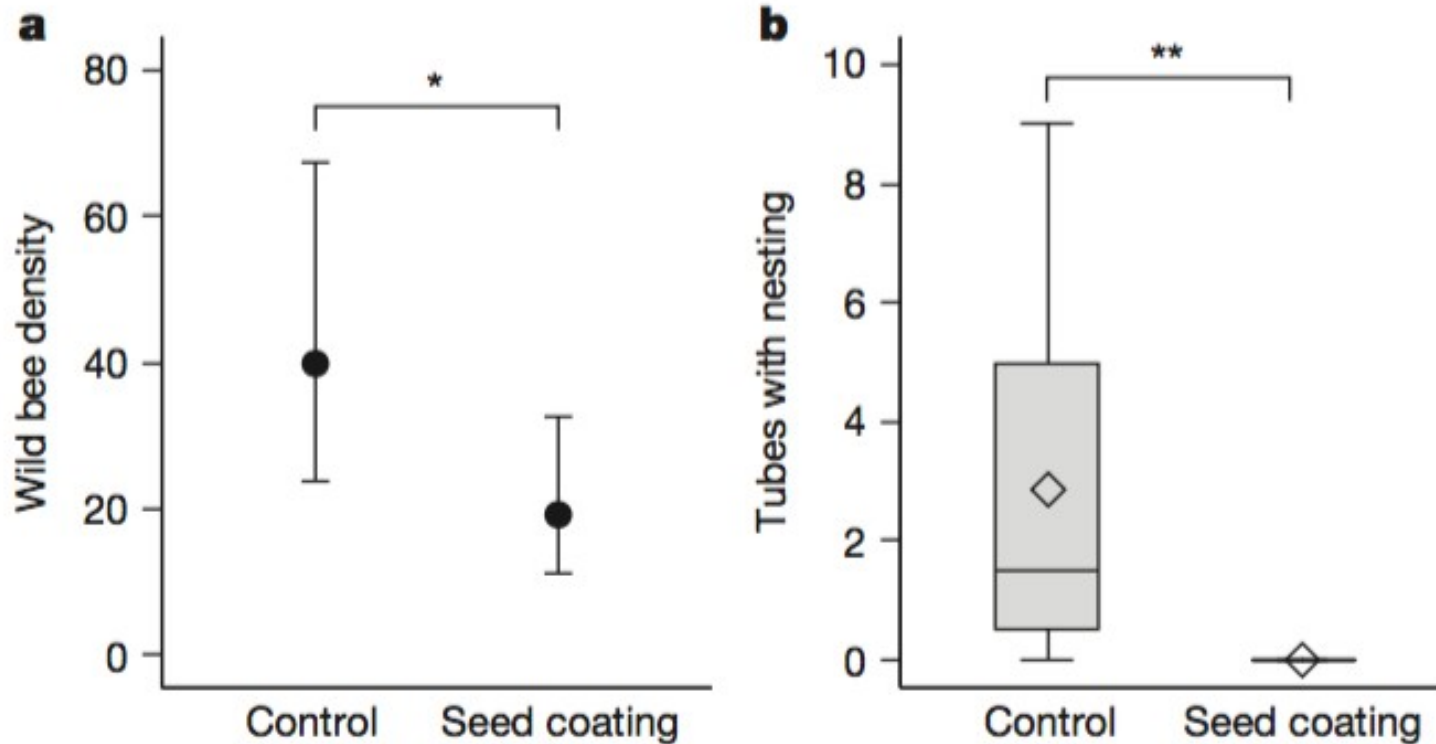 a
Wild bee density
80
60
40
20
0
*
Control Seed coating
b
Tubes with nesting
10
8
6
4
2
0
**
Control Seed coating